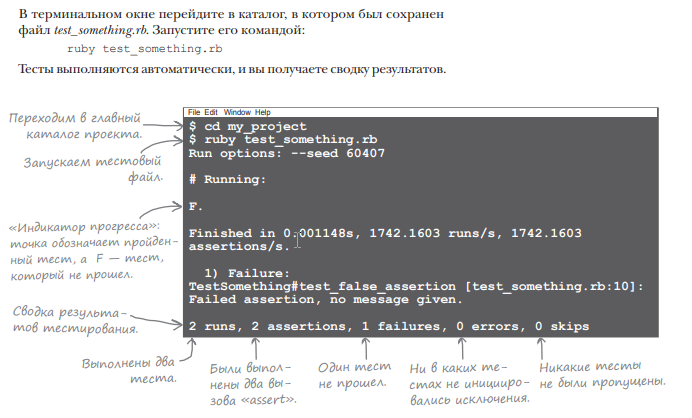 В терминальном окне перейдите в каталог, в котором был сохранен
файл test_something.rb. Запустите его командой:
ruby test_something.rb
Тесты выполняются автоматически, и вы получаете сводку результатов.
Переходим в главный
каталог проекта.
Запускаем тестовый
файл.
«Индикатор прогресса»:
точка обозначает пройден-
ный тест, а F — тест,
который не прошел.
Сводка результа-
тов тестирования.
File Edit Window Help
$ cd my_project
$ ruby test_something.rb
Run options: --seed 60407
# Running:
F.
Finished in 0.001148s, 1742.1603 runs/s, 1742.1603
assertions/s.
1) Failure:
TestSomething#test_false_assertion [test_something.rb:10]:
Failed assertion, no message given.
2 runs, 2 assertions, 1 failures, 0 errors, 0 skips
Выполнены два
теста.
Были выпол-
нены два вы-
зова «assert».
Один тест
не прошел.
Ни в каких те-
стах не иницииро-
вались исключения.
Никакие тесты
не были пропущены.